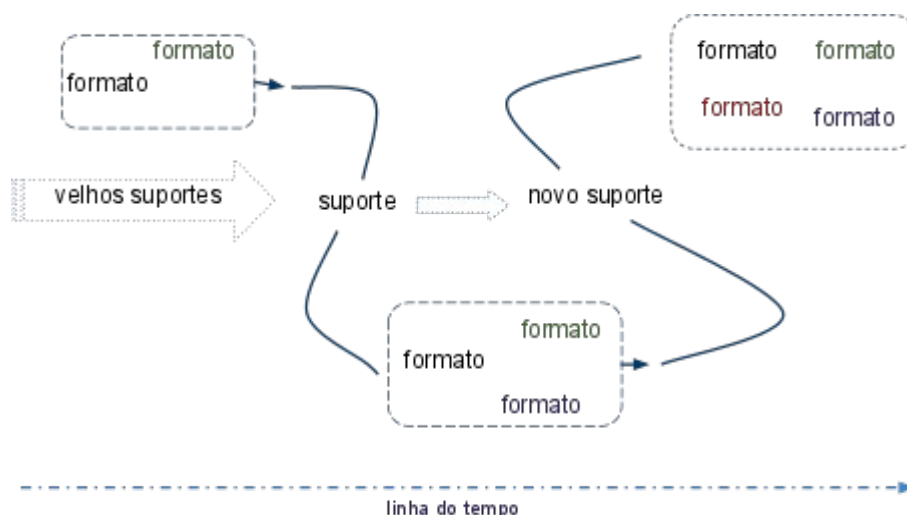 formato
formato
formato formato
formato formato
velhos suportes
suporte
novo suporte
formato
formato
formato
linha do tempo